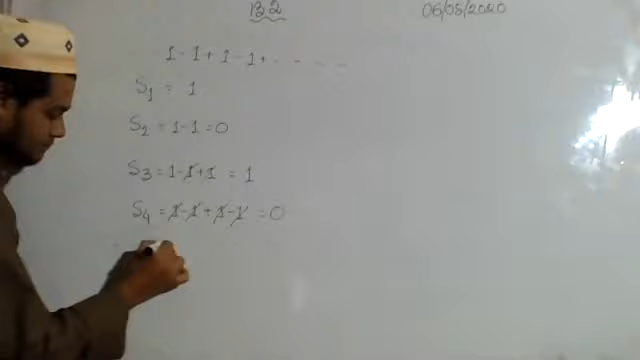 B2
06/05/2020
1 - 1 + 1 - 1 + - - - -
S1 = 1
S2 = 1 - 1 = 0
S3 = 1 - 1 + 1 = 1
S4 = 1 - 1 + 1 - 1 = 0